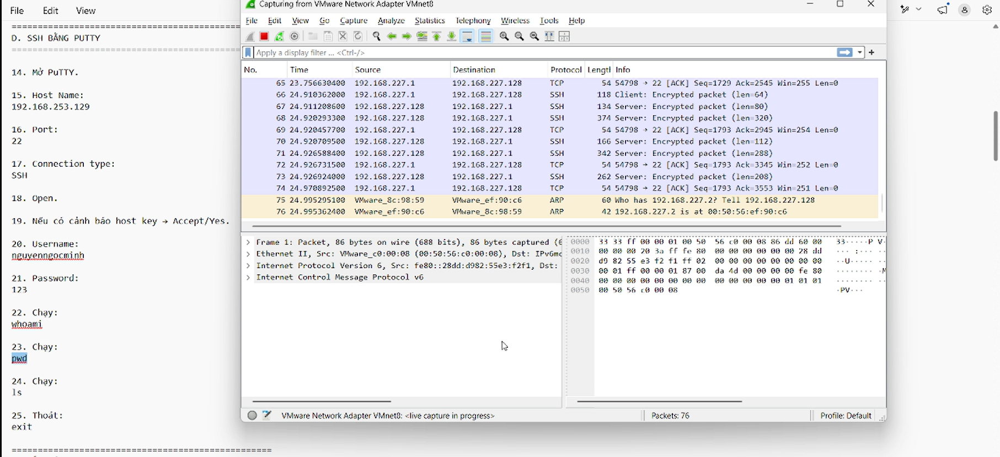 File Edit View
==================================================
D. SSH BẰNG PUTTY
==================================================
14. Mở PuTTY.
15. Host Name:
192.168.253.129
16. Port:
22
17. Connection type:
SSH
18. Open.
19. Nếu có cảnh báo host key → Accept/Yes.
20. Username:
nguyenngocminh
21. Password:
123
22. Chạy:
whoami
23. Chạy:
pwd
24. Chạy:
ls
25. Thoát:
exit
==================================================
Capturing from VMware Network Adapter VMnet8
File Edit View Go Capture Analyze Statistics Telephony Wireless Tools Help
Apply a display filter ... <Ctrl-/>
No. Time Source Destination Protocol Lengtl Info
65 23.756630400 192.168.227.1 192.168.227.128 TCP 54 54798 → 22 [ACK] Seq=1729 Ack=2545 Win=255 Len=0
66 24.910362000 192.168.227.1 192.168.227.128 SSH 118 Client: Encrypted packet (len=64)
67 24.911208600 192.168.227.128 192.168.227.1 SSH 134 Server: Encrypted packet (len=80)
68 24.920293300 192.168.227.128 192.168.227.1 SSH 374 Server: Encrypted packet (len=320)
69 24.920457700 192.168.227.1 192.168.227.128 TCP 54 54798 → 22 [ACK] Seq=1793 Ack=2945 Win=254 Len=0
70 24.920709500 192.168.227.128 192.168.227.1 SSH 166 Server: Encrypted packet (len=112)
71 24.926588400 192.168.227.128 192.168.227.1 SSH 342 Server: Encrypted packet (len=288)
72 24.926731500 192.168.227.1 192.168.227.128 TCP 54 54798 → 22 [ACK] Seq=1793 Ack=3345 Win=252 Len=0
73 24.926924000 192.168.227.128 192.168.227.1 SSH 262 Server: Encrypted packet (len=208)
74 24.970892500 192.168.227.1 192.168.227.128 TCP 54 54798 → 22 [ACK] Seq=1793 Ack=3553 Win=251 Len=0
75 24.995295100 VMware_8c:98:59 VMware_ef:90:c6 ARP 60 Who has 192.168.227.2? Tell 192.168.227.128
76 24.995362400 VMware_ef:90:c6 VMware_8c:98:59 ARP 42 192.168.227.2 is at 00:50:56:ef:90:c6
Frame 1: Packet, 86 bytes on wire (688 bits), 86 bytes captured (6
Ethernet II, Src: VMware_c0:00:08 (00:50:56:c0:00:08), Dst: IPv6mc
Internet Protocol Version 6, Src: fe80::28dd:d982:55e3:f2f1, Dst:
Internet Control Message Protocol v6
0000 33 33 ff 00 00 01 00 50 56 c0 00 08 86 dd 60 00 33·····P V·
0010 00 00 00 20 3a ff fe 80 00 00 00 00 00 00 28 dd ··· :··· ··
0020 d9 82 55 e3 f2 f1 ff 02 00 00 00 00 00 00 00 00 ··U····· ··
0030 00 01 ff 00 00 01 87 00 da 4d 00 00 00 00 fe 80 ········ ·M
0040 00 00 00 00 00 00 00 00 00 00 00 00 00 01 01 01 ········ ··
0050 00 50 56 c0 00 08 ·PV···
VMware Network Adapter VMnet8: <live capture in progress> Packets: 76 Profile: Default